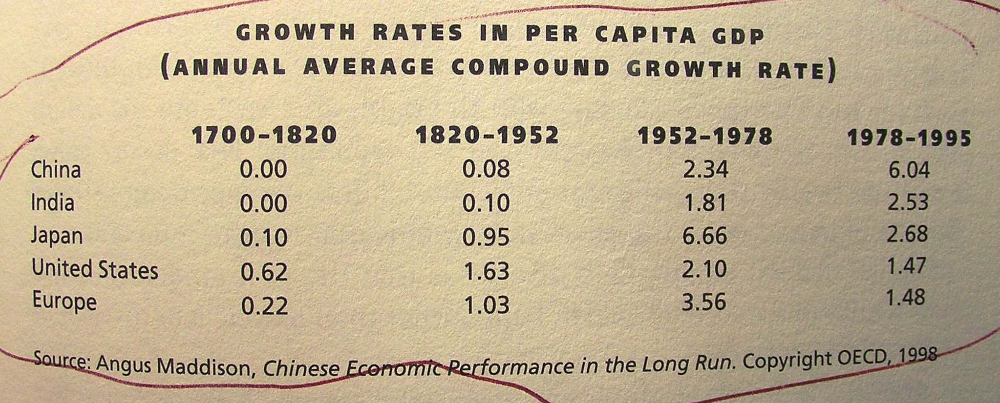 GROWTH RATES IN PER CAPITA GDP
(ANNUAL AVERAGE COMPOUND GROWTH RATE)
1700–1820 1820–1952 1952–1978 1978–1995
China 0.00 0.08 2.34 6.04
India 0.00 0.10 1.81 2.53
Japan 0.10 0.95 6.66 2.68
United States 0.62 1.63 2.10 1.47
Europe 0.22 1.03 3.56 1.48
Source: Angus Maddison, Chinese Economic Performance in the Long Run. Copyright OECD, 1998